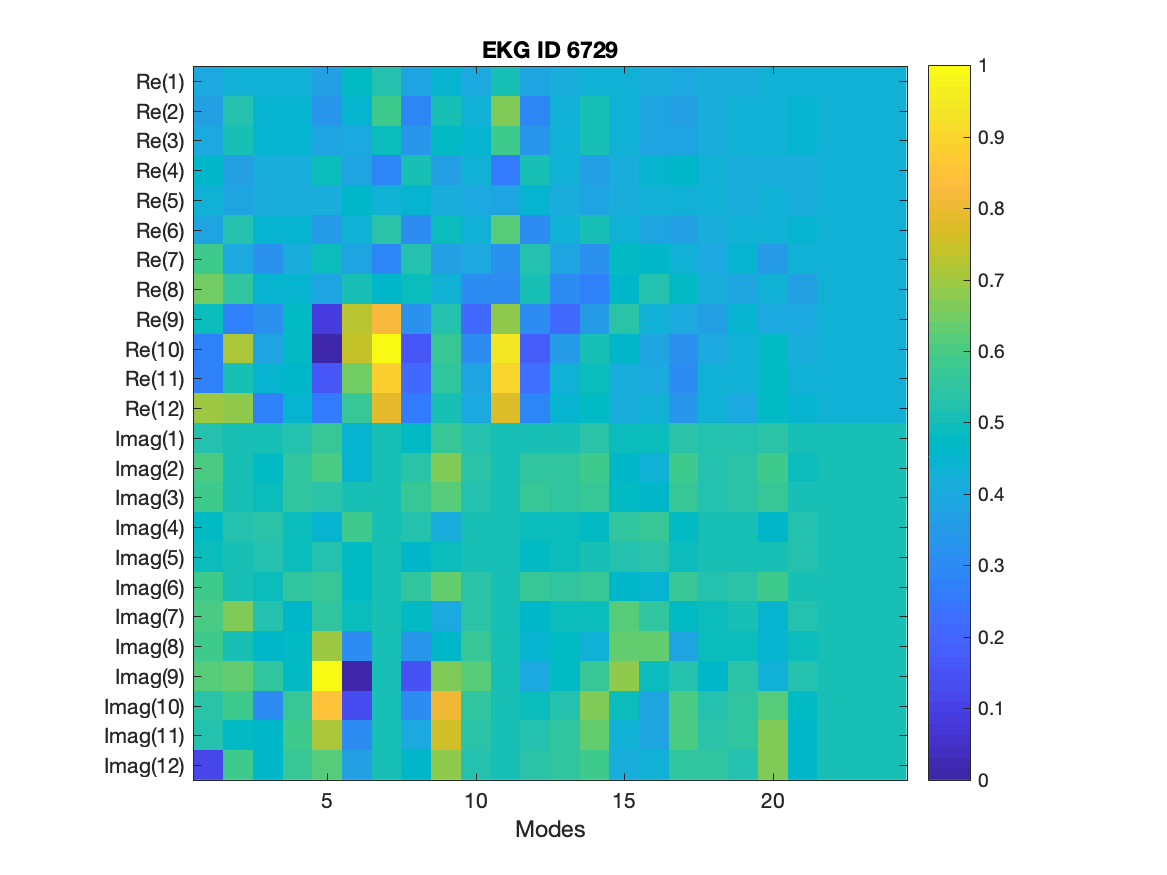 EKG ID 6729
Re(1)
Re(2)
Re(3)
Re(4)
Re(5)
Re(6)
Re(7)
Re(8)
Re(9)
Re(10)
Re(11)
Re(12)
Imag(1)
Imag(2)
Imag(3)
Imag(4)
Imag(5)
Imag(6)
Imag(7)
Imag(8)
Imag(9)
Imag(10)
Imag(11)
Imag(12)
5 10 15 20
Modes
1
0.9
0.8
0.7
0.6
0.5
0.4
0.3
0.2
0.1
0